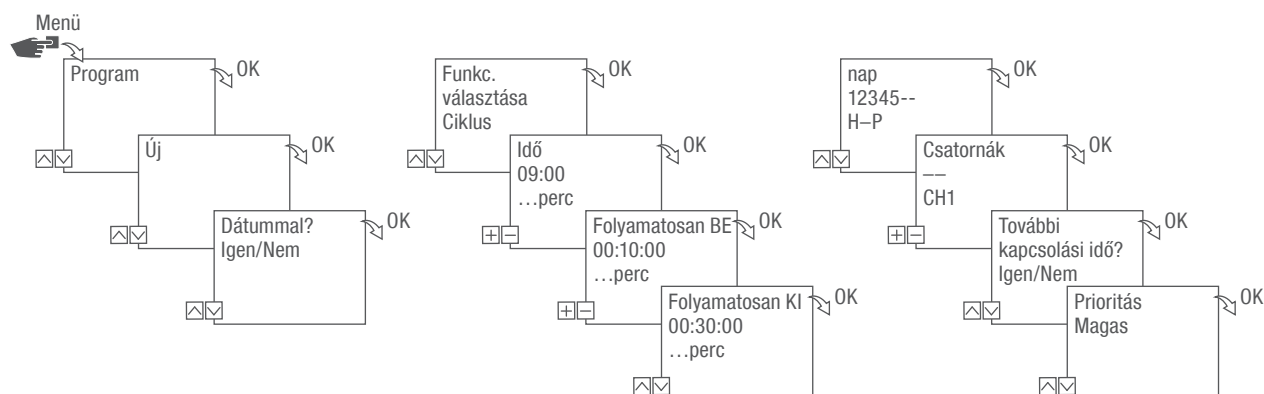 Menü
Program
OK
Új
OK
Dátummal?
Igen/Nem
OK
Funkc.
választása
Ciklus
OK
Idő
09:00
…perc
OK
Folyamatosan BE
00:10:00
…perc
OK
Folyamatosan KI
00:30:00
…perc
OK
nap
12345--
H–P
OK
Csatornák
––
CH1
OK
További
kapcsolási idő?
Igen/Nem
OK
Prioritás
Magas
OK